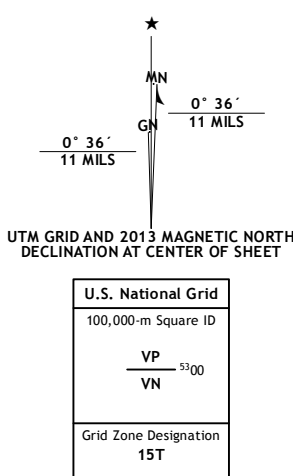 ★
MN
0° 36´
11 MILS
GN
0° 36´
11 MILS
UTM GRID AND 2013 MAGNETIC NORTH
DECLINATION AT CENTER OF SHEET
U.S. National Grid
100,000-m Square ID
VP
5300
VN
Grid Zone Designation
15T